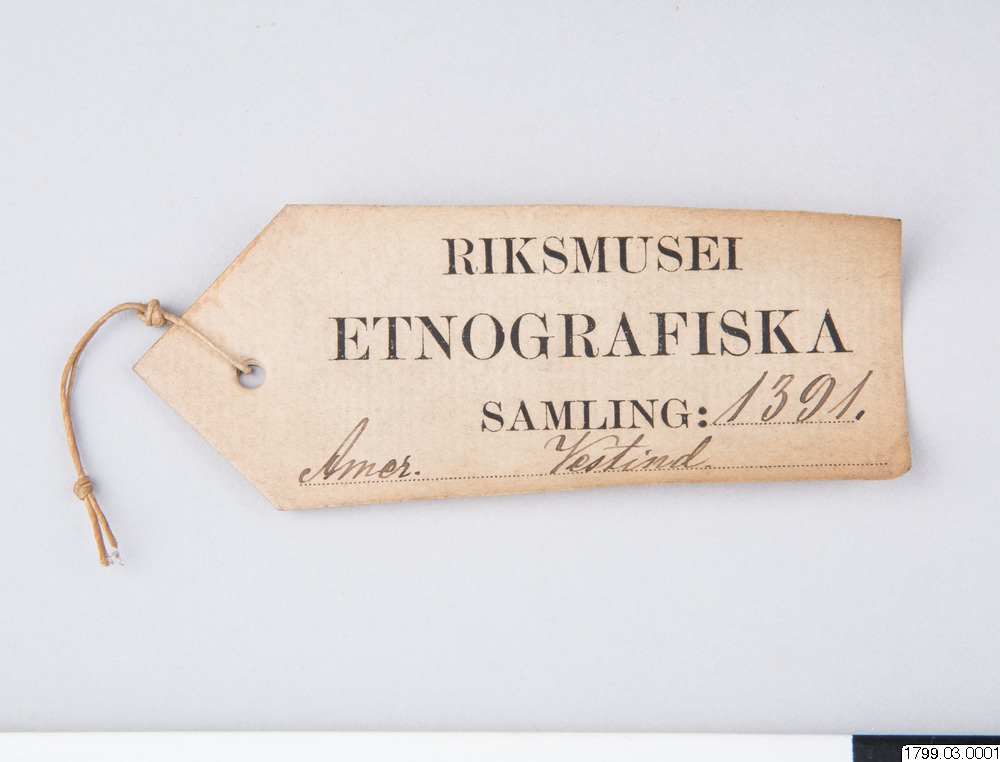 RIKSMUSEI
ETNOGRAFISKA
SAMLING: 1391.
Amer. Vestind.
1799.03.0001